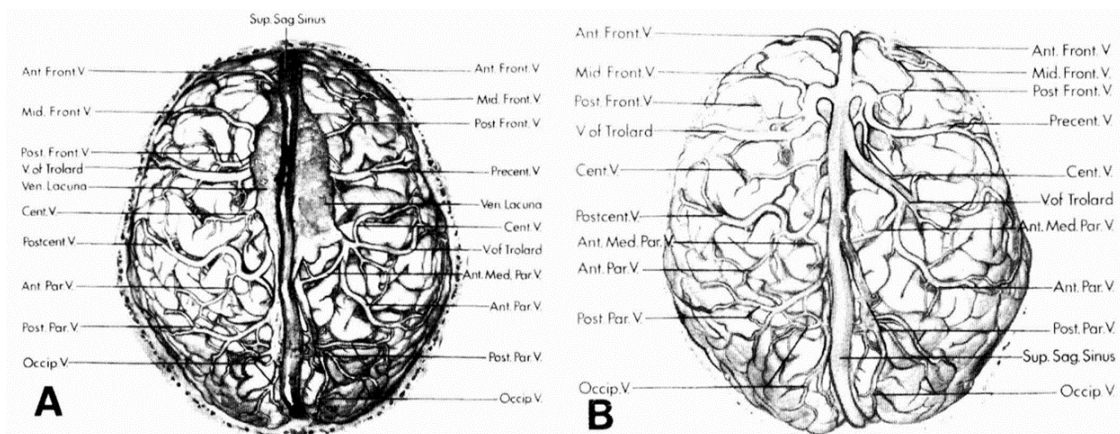 Sup. Sag Sinus
Ant. Front V
Mid. Front V
Post. Front V
V. of Trolard
Ven. Lacuna
Cent. V.
Postcent V
Ant Par V.
Post. Par V.
Occip V.
A
Ant. Front V.
Mid. Front V.
Post Front. V
Precent. V
Ven. Lacuna
Cent. V.
V of Trolard
Ant. Med. Par. V.
Ant. Par. V.
Post. Par V.
Occip. V.
Ant. Front V
Mid. Front V.
Post. Front V
V of Trolard
Cent. V.
Postcent. V
Ant. Med. Par. V
Ant. Par. V.
Post. Par. V.
Occip. V
B
Ant. Front. V
Mid. Front V.
Post Front. V
Precent. V
Cent. V.
V of Trolard
Ant. Med. Par. V.
Ant. Par. V.
Post. Par. V.
Sup. Sag. Sinus
Occip. V.